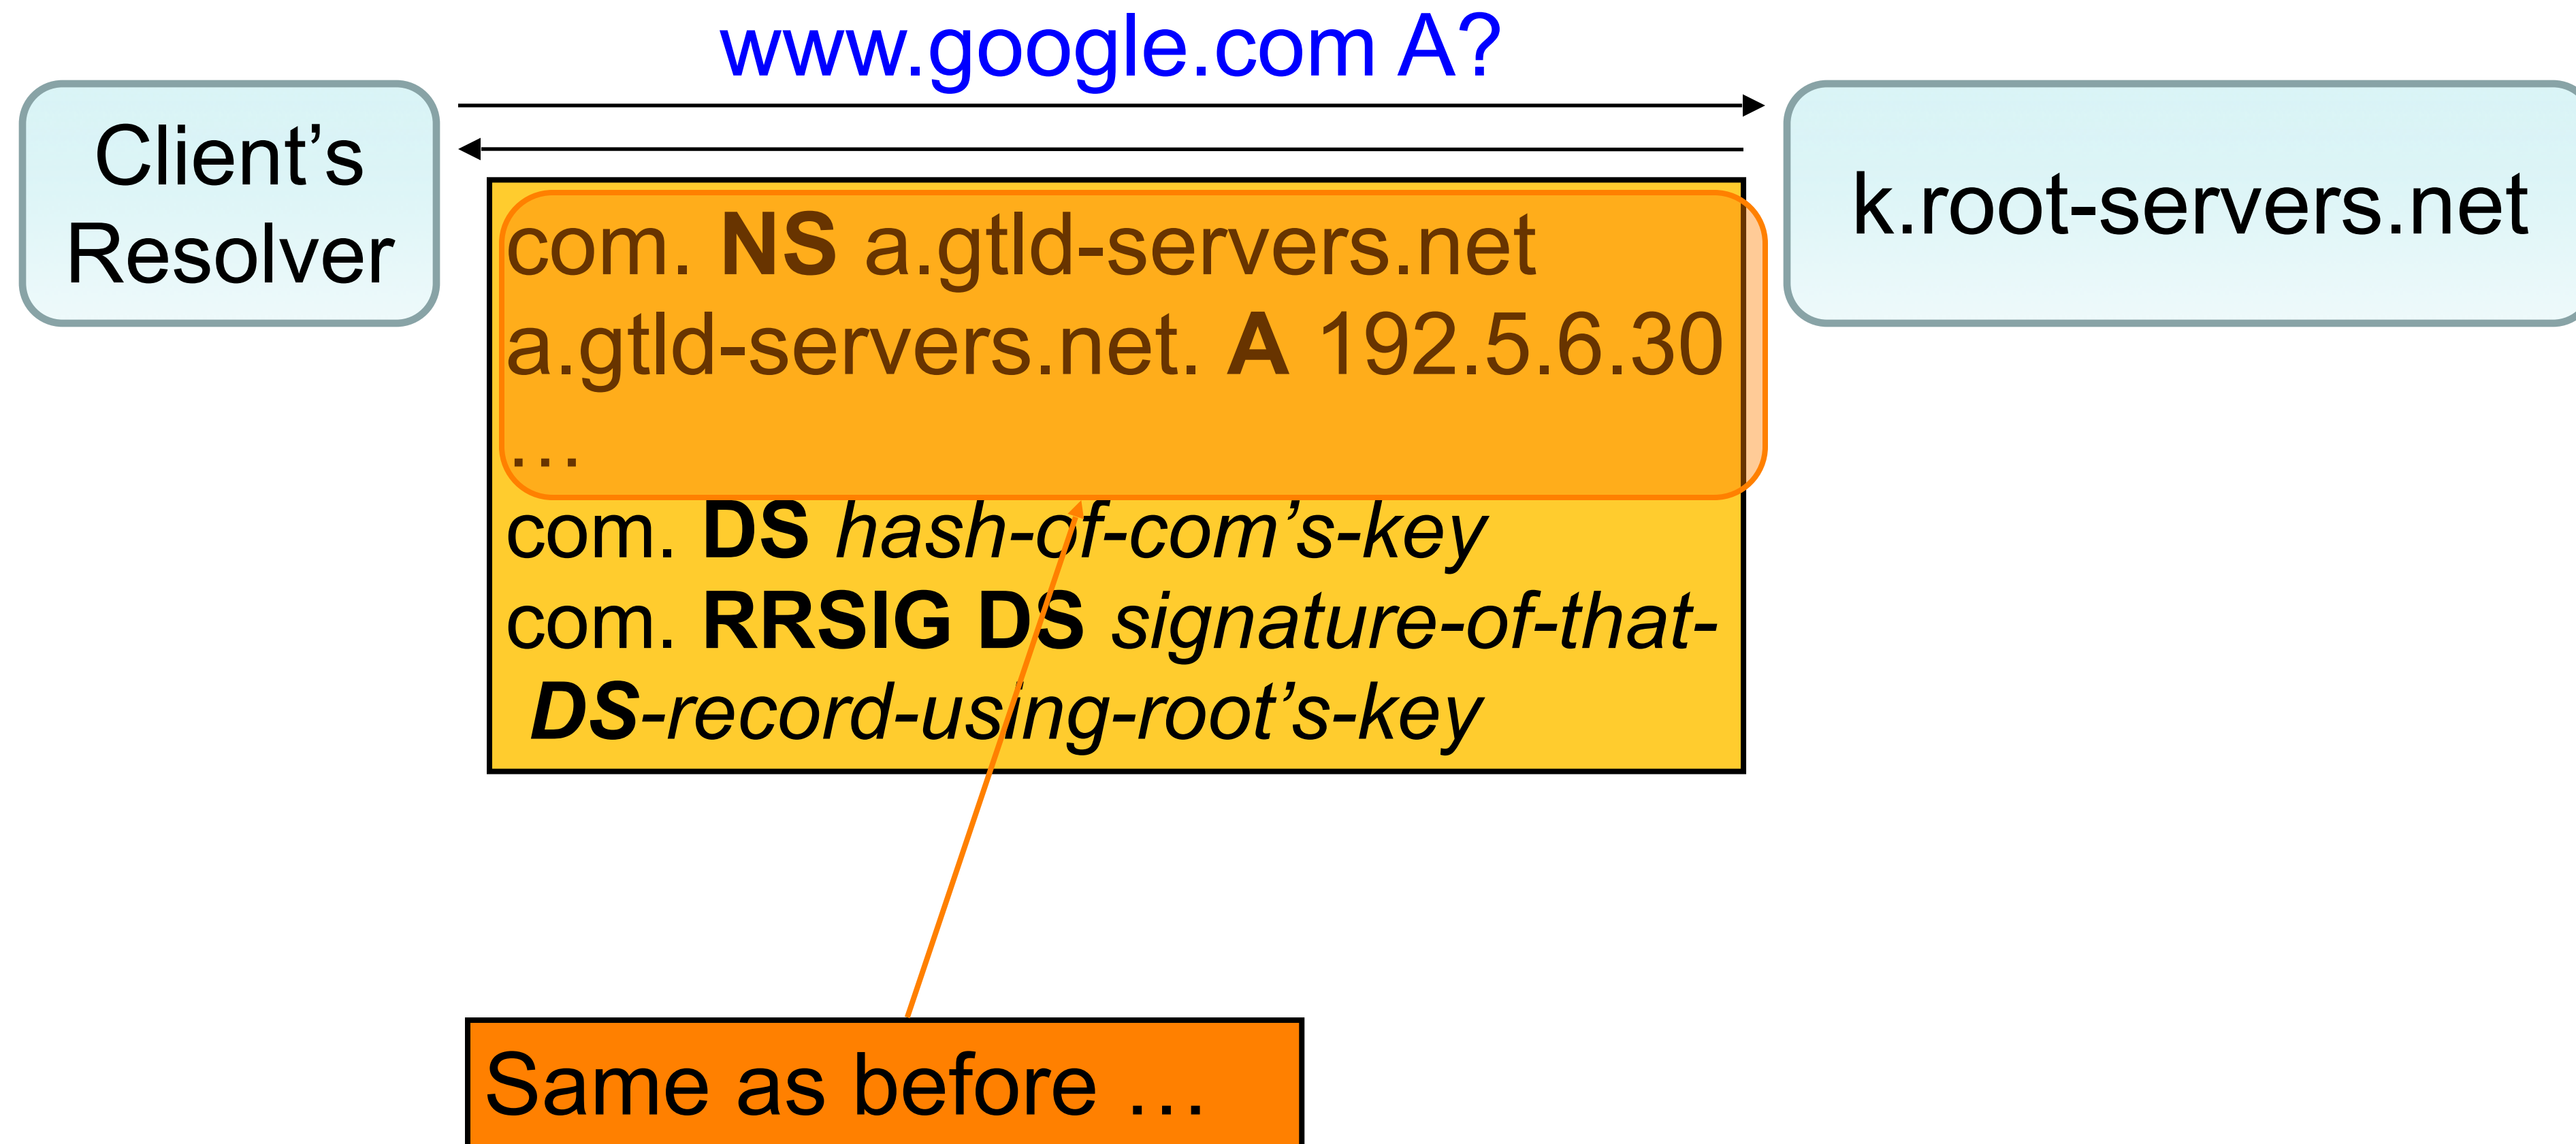 www.google.com A?
Client’s
Resolver
k.root-servers.net
com. NS a.gtld-servers.net
a.gtld-servers.net. A 192.5.6.30
…
com. DS hash-of-com’s-key
com. RRSIG DS signature-of-that-
DS-record-using-root’s-key
Same as before …